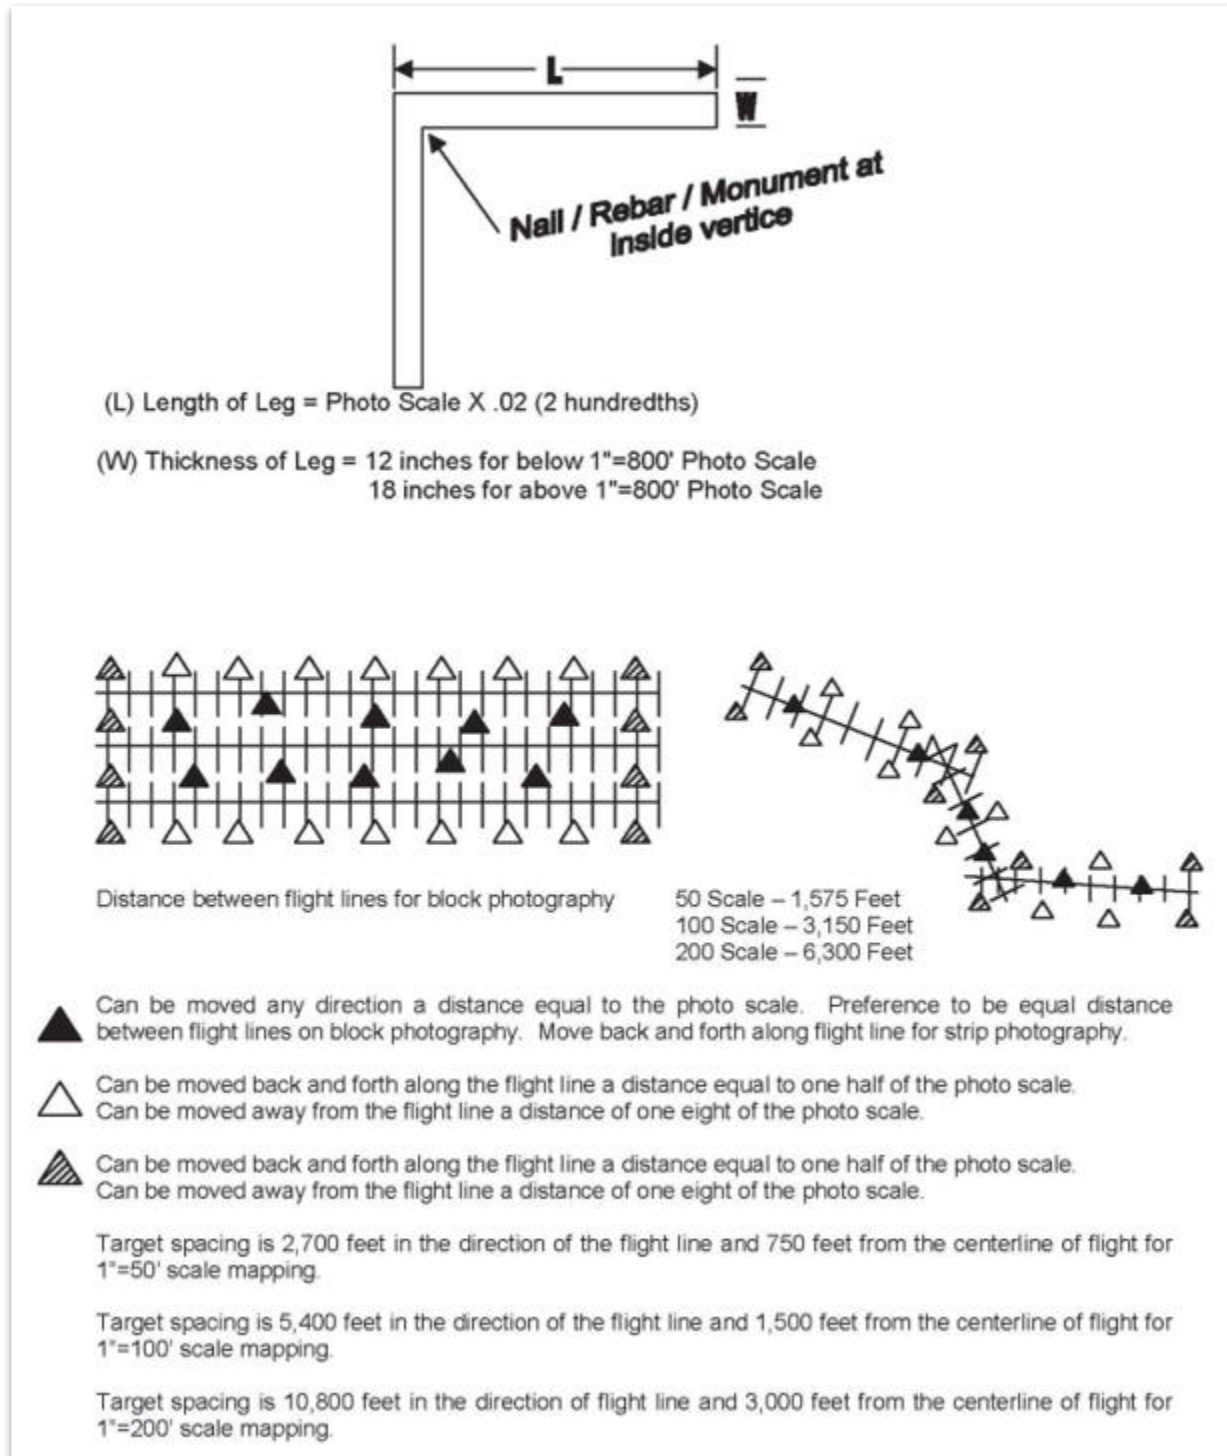 L
W
Nail / Rebar / Monument at
inside vertice
(L) Length of Leg = Photo Scale X .02 (2 hundredths)
(W) Thickness of Leg = 12 inches for below 1"=800' Photo Scale
18 inches for above 1"=800' Photo Scale
Distance between flight lines for block photography
50 Scale – 1,575 Feet
100 Scale – 3,150 Feet
200 Scale – 6,300 Feet
Can be moved any direction a distance equal to the photo scale. Preference to be equal distance
between flight lines on block photography. Move back and forth along flight line for strip photography.
Can be moved back and forth along the flight line a distance equal to one half of the photo scale.
Can be moved away from the flight line a distance of one eight of the photo scale.
Can be moved back and forth along the flight line a distance equal to one half of the photo scale.
Can be moved away from the flight line a distance of one eight of the photo scale.
Target spacing is 2,700 feet in the direction of the flight line and 750 feet from the centerline of flight for
1"=50' scale mapping.
Target spacing is 5,400 feet in the direction of the flight line and 1,500 feet from the centerline of flight for
1"=100' scale mapping.
Target spacing is 10,800 feet in the direction of flight line and 3,000 feet from the centerline of flight for
1"=200' scale mapping.